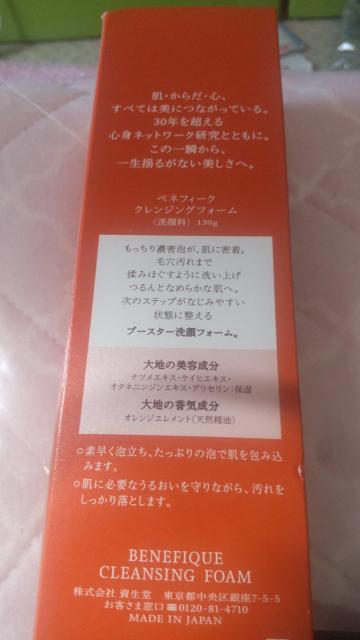 肌・からだ・心、
すべては美につながっている。
30年を超える
心身ネットワーク研究とともに。
この一瞬から、
一生揺るがない美しさへ。
ベネフィーク
クレンジングフォーム
〈洗顔料〉 130g
もっちり濃密泡が、肌に密着。
毛穴汚れまで
揉みほぐすように洗い上げ
つるんとなめらかな肌へ。
次のステップがなじみやすい
状態に整える
ブースター洗顔フォーム。
大地の美容成分
ナツメエキス・ケイヒエキス・
オタネニンジンエキス・グリセリン：保湿
大地の香気成分
オレンジエレメント（天然精油）
○素早く泡立ち、たっぷりの泡で肌を包み込
みます。
○肌に必要なうるおいを守りながら、汚れを
しっかり落とします。
BENEFIQUE
CLEANSING FOAM
株式会社 資生堂 東京都中央区銀座7-5-5
お客さま窓口 0120-81-4710
MADE IN JAPAN